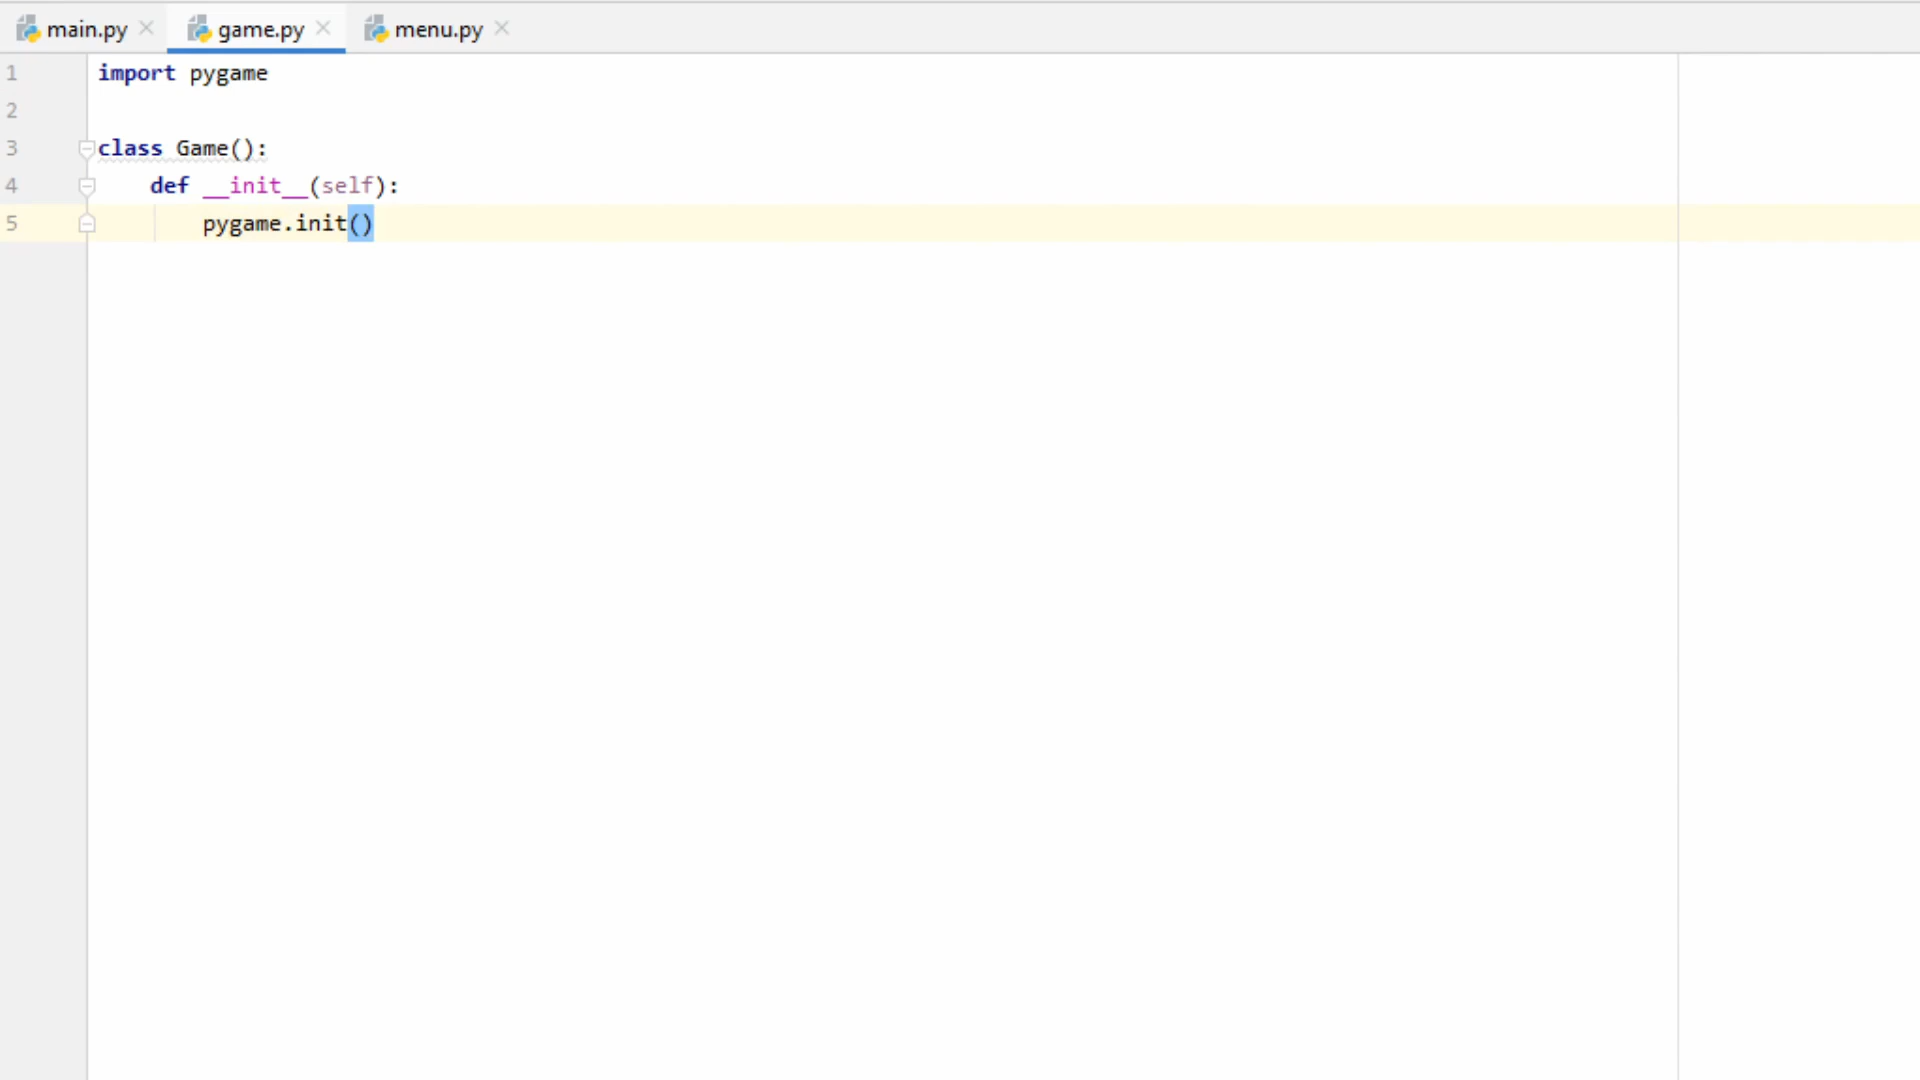 main.py game.py menu.py
1 import pygame
2
3 class Game():
4 def __init__(self):
5 pygame.init()